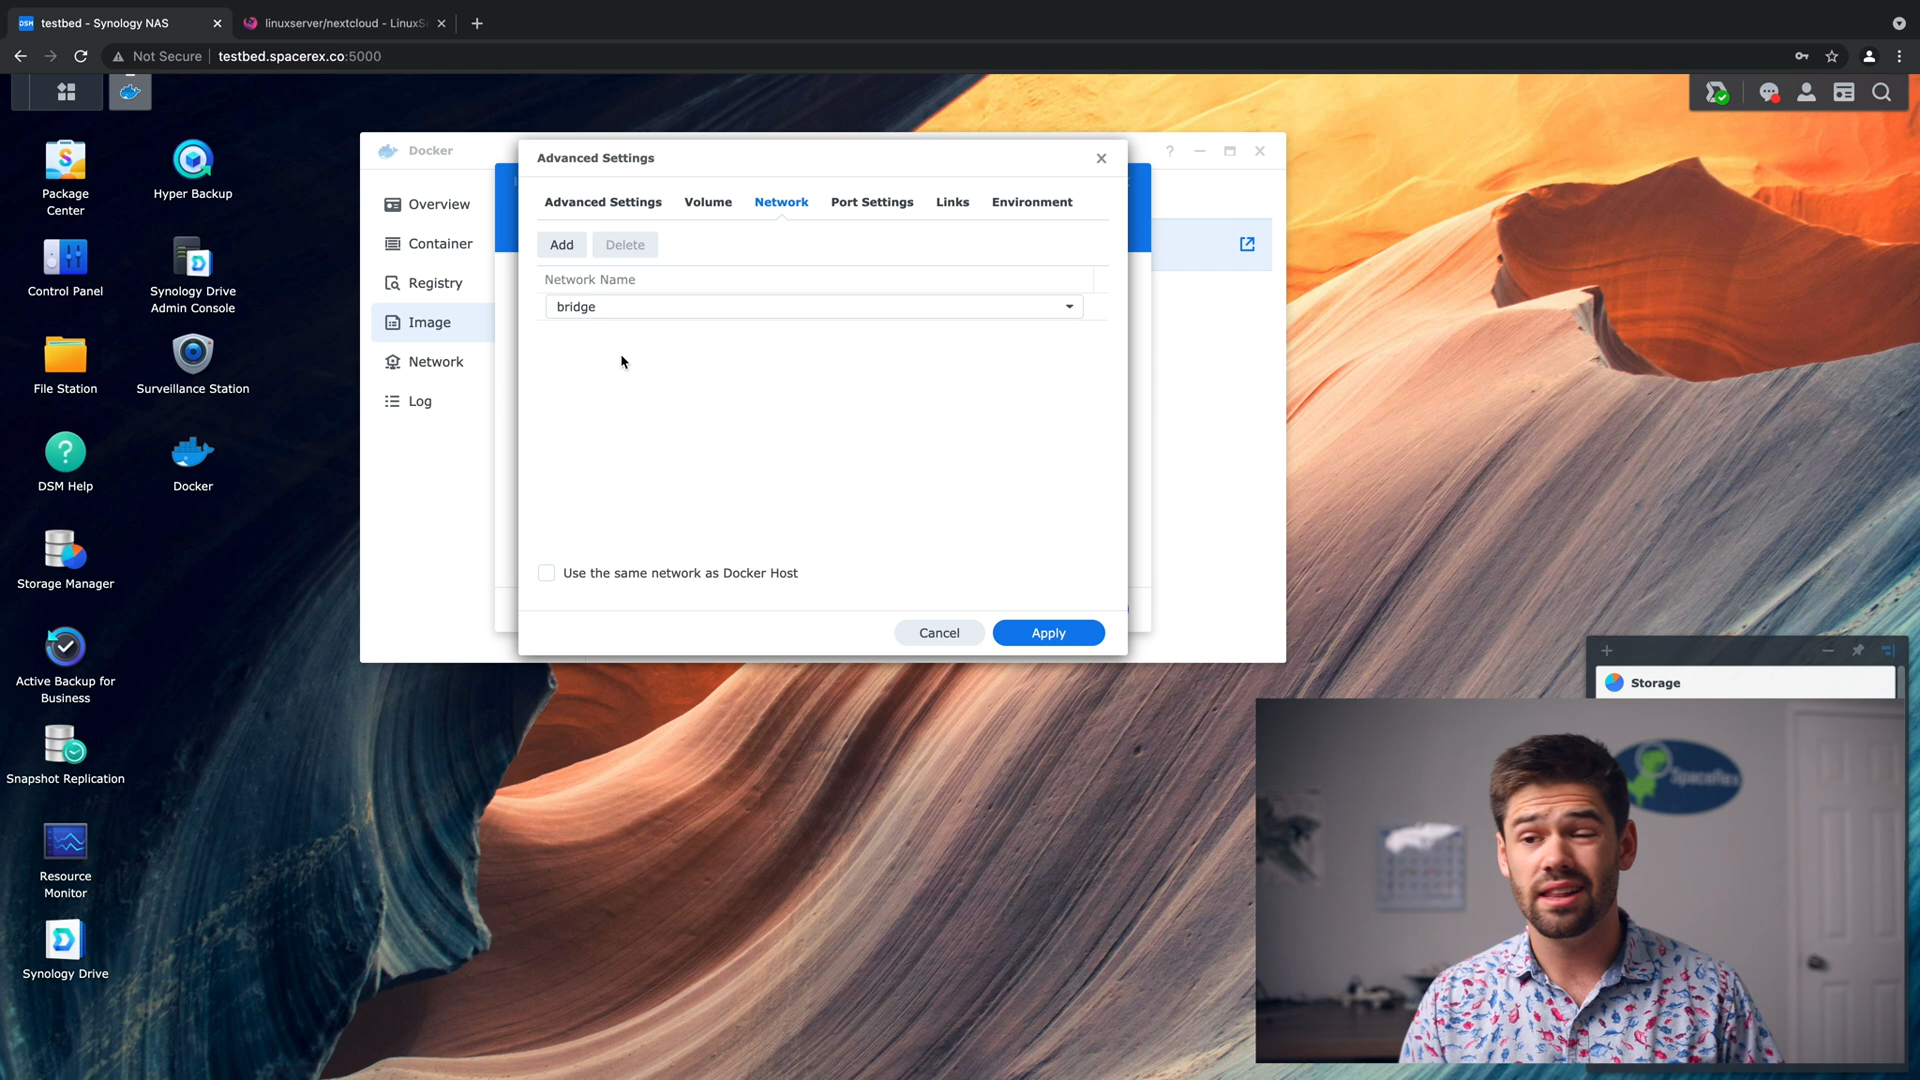 testbed - Synology NAS
linuxserver/nextcloud - LinuxS
Not Secure
testbed.spacerex.co:5000
Package
Center
Hyper Backup
Control Panel
Synology Drive
Admin Console
File Station
Surveillance Station
DSM Help
Docker
Storage Manager
Active Backup for
Business
Snapshot Replication
Resource
Monitor
Synology Drive
Docker
Overview
Container
Registry
Image
Network
Log
Advanced Settings
Advanced Settings
Volume
Network
Port Settings
Links
Environment
Add
Delete
Network Name
bridge
Use the same network as Docker Host
Cancel
Apply
Storage
SpaceRex